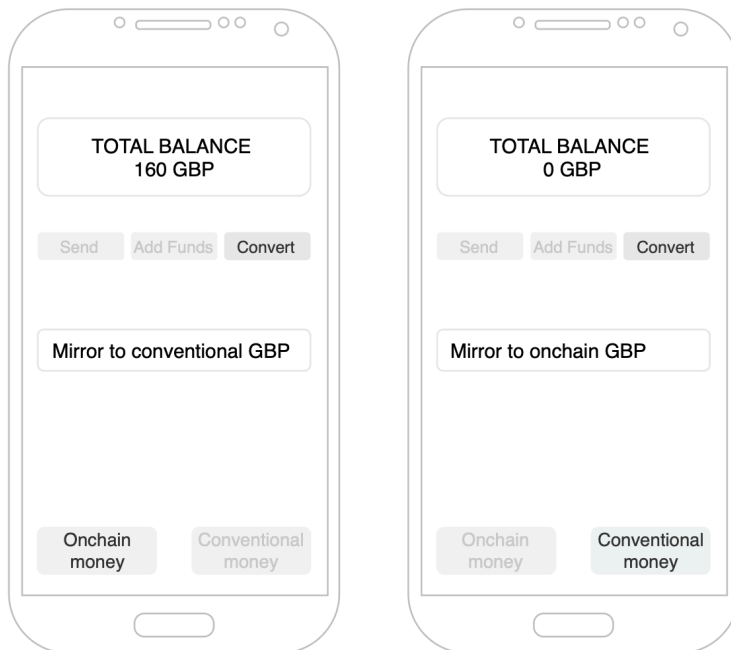 TOTAL BALANCE
160 GBP
Send
Add Funds
Convert
Mirror to conventional GBP
Onchain
money
Conventional
money
TOTAL BALANCE
0 GBP
Send
Add Funds
Convert
Mirror to onchain GBP
Onchain
money
Conventional
money